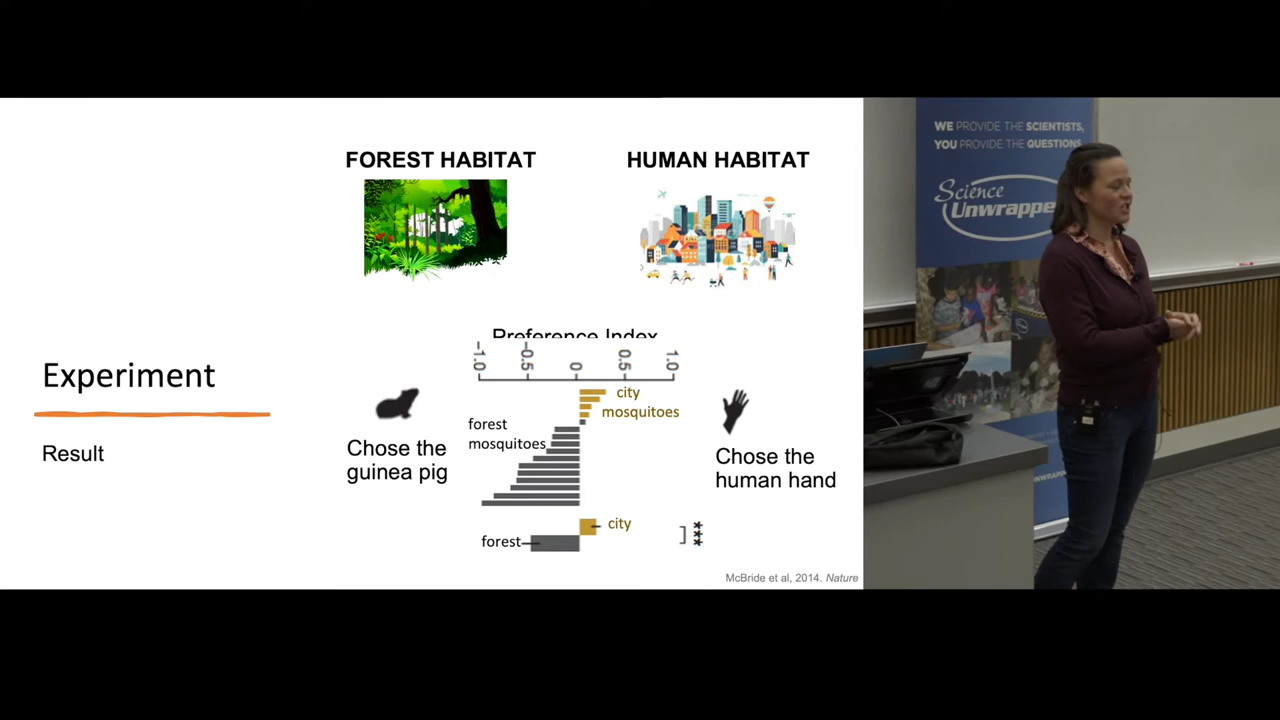 FOREST HABITAT
HUMAN HABITAT
Experiment
Result
Preference Index
-1.0
-0.5
0
0.5
1.0
city
mosquitoes
forest
mosquitoes
Chose the
guinea pig
Chose the
human hand
city
forest
***
McBride et al, 2014. Nature
WE PROVIDE THE SCIENTISTS,
YOU PROVIDE THE QUESTIONS
Science
Unwrappe